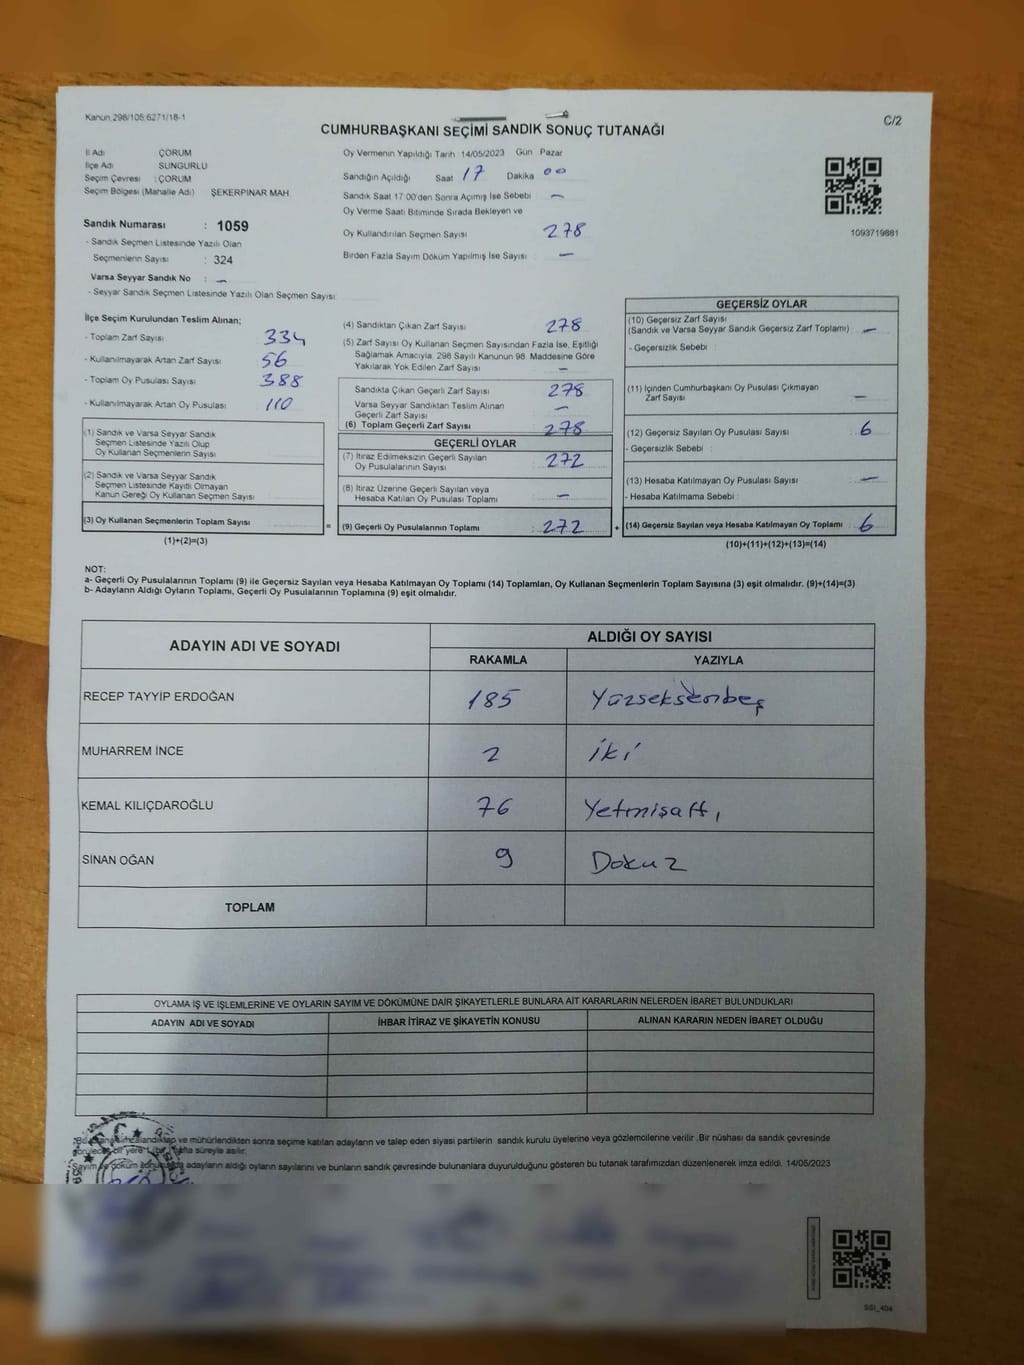 Kanun 298/105,6271/18-1
C/2
CUMHURBAŞKANI SEÇİMİ SANDIK SONUÇ TUTANAĞI
İl Adı ÇORUM
İlçe Adı SUNGURLU
Seçim Çevresi : ÇORUM
Seçim Bölgesi (Mahalle Adı) ŞEKERPINAR MAH.
Sandık Numarası : 1059
- Sandık Seçmen Listesinde Yazılı Olan
Seçmenlerin Sayısı : 324
Varsa Seyyar Sandık No : -
- Seyyar Sandık Seçmen Listesinde Yazılı Olan Seçmen Sayısı:
Oy Vermenin Yapıldığı Tarih 14/05/2023 Gün Pazar
Sandığın Açıldığı Saat 17 Dakika 00
Sandık Saat 17.00'den Sonra Açımış İse Sebebi -
Oy Verme Saati Bitiminde Sırada Bekleyen ve
Oy Kullandırılan Seçmen Sayısı 278
Birden Fazla Sayım Döküm Yapılmış İse Sayısı : -
1093719881
İlçe Seçim Kurulundan Teslim Alınan;
- Toplam Zarf Sayısı : 334
- Kullanılmayarak Artan Zarf Sayısı : 56
- Toplam Oy Pusulası Sayısı : 388
- Kullanılmayarak Artan Oy Pusulası : 110
(1) Sandık ve Varsa Seyyar Sandık
Seçmen Listesinde Yazılı Olup
Oy Kullanan Seçmenlerin Sayısı :
(2) Sandık ve Varsa Seyyar Sandık
Seçmen Listesinde Kayıtlı Olmayan
Kanun Gereği Oy Kullanan Seçmen Sayısı :
(3) Oy Kullanan Seçmenlerin Toplam Sayısı :
=
(1)+(2)=(3)
(4) Sandıktan Çıkan Zarf Sayısı : 278
(5) Zarf Sayısı Oy Kullanan Seçmen Sayısından Fazla İse, Eşitliği
Sağlamak Amacıyla, 298 Sayılı Kanunun 98. Maddesine Göre
Yakılarak Yok Edilen Zarf Sayısı : -
Sandıkta Çıkan Geçerli Zarf Sayısı : 278
Varsa Seyyar Sandıktan Teslim Alınan
Geçerli Zarf Sayısı : -
(6) Toplam Geçerli Zarf Sayısı : 278
GEÇERLİ OYLAR
(7) İtiraz Edilmeksizin Geçerli Sayılan
Oy Pusulalarının Sayısı : 272
(8) İtiraz Üzerine Geçerli Sayılan veya
Hesaba Katılan Oy Pusulası Toplamı : -
(9) Geçerli Oy Pusulalarının Toplamı : 272
+
GEÇERSİZ OYLAR
(10) Geçersiz Zarf Sayısı
(Sandık ve Varsa Seyyar Sandık Geçersiz Zarf Toplamı) : -
- Geçersizlik Sebebi :
(11) İçinden Cumhurbaşkanı Oy Pusulası Çıkmayan
Zarf Sayısı : -
(12) Geçersiz Sayılan Oy Pusulası Sayısı : 6
- Geçersizlik Sebebi :
(13) Hesaba Katılmayan Oy Pusulası Sayısı : -
- Hesaba Katılmama Sebebi :
(14) Geçersiz Sayılan veya Hesaba Katılmayan Oy Toplamı : 6
(10)+(11)+(12)+(13)=(14)
NOT:
a- Geçerli Oy Pusulalarının Toplamı (9) ile Geçersiz Sayılan veya Hesaba Katılmayan Oy Toplamı (14) Toplamları, Oy Kullanan Seçmenlerin Toplam Sayısına (3) eşit olmalıdır. (9)+(14)=(3)
b- Adayların Aldığı Oyların Toplamı, Geçerli Oy Pusulalarının Toplamına (9) eşit olmalıdır.
ADAYIN ADI VE SOYADI
ALDIĞI OY SAYISI
RAKAMLA YAZIYLA
RECEP TAYYİP ERDOĞAN 185 Yüzseksenbeş
MUHARREM İNCE 2 İki
KEMAL KILIÇDAROĞLU 76 Yetmişaltı
SİNAN OĞAN 9 Dokuz
TOPLAM
OYLAMA İŞ VE İŞLEMLERİNE VE OYLARIN SAYIM VE DÖKÜMÜNE DAİR ŞİKAYETLERLE BUNLARA AİT KARARLARIN NELERDEN İBARET BULUNDUKLARI
ADAYIN ADI VE SOYADI İHBAR İTİRAZ VE ŞİKAYETİN KONUSU ALINAN KARARIN NEDEN İBARET OLDUĞU
ve mühürlendikten sonra seçime katılan adayların ve talep eden siyasi partilerin sandık kurulu üyelerine veya gözlemcilerine verilir. Bir nüshası da sandık çevresinde
bir yere süreyle asılır.
Sayım ve döküm adayların aldığı oyların sayılarını ve bunların sandık çevresinde bulunanlara duyurulduğunu gösteren bu tutanak tarafımızdan düzenlenerek imza edildi. 14/05/2023
T.C.